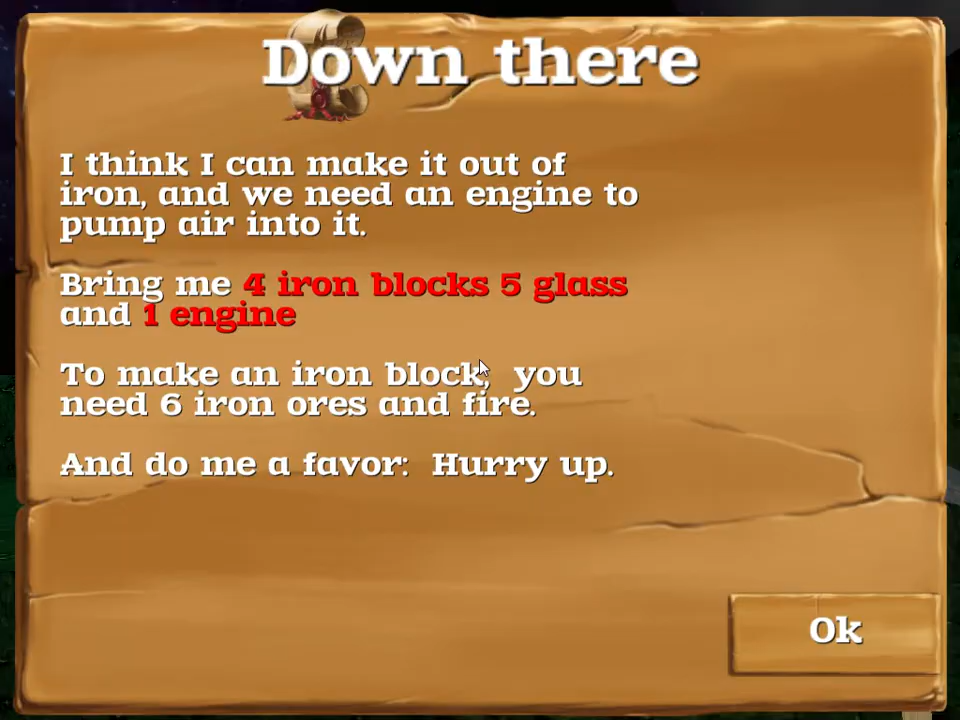 Down there
I think I can make it out of
iron, and we need an engine to
pump air into it.
Bring me 4 iron blocks 5 glass
and 1 engine
To make an iron block, you
need 6 iron ores and fire.
And do me a favor: Hurry up.
Ok